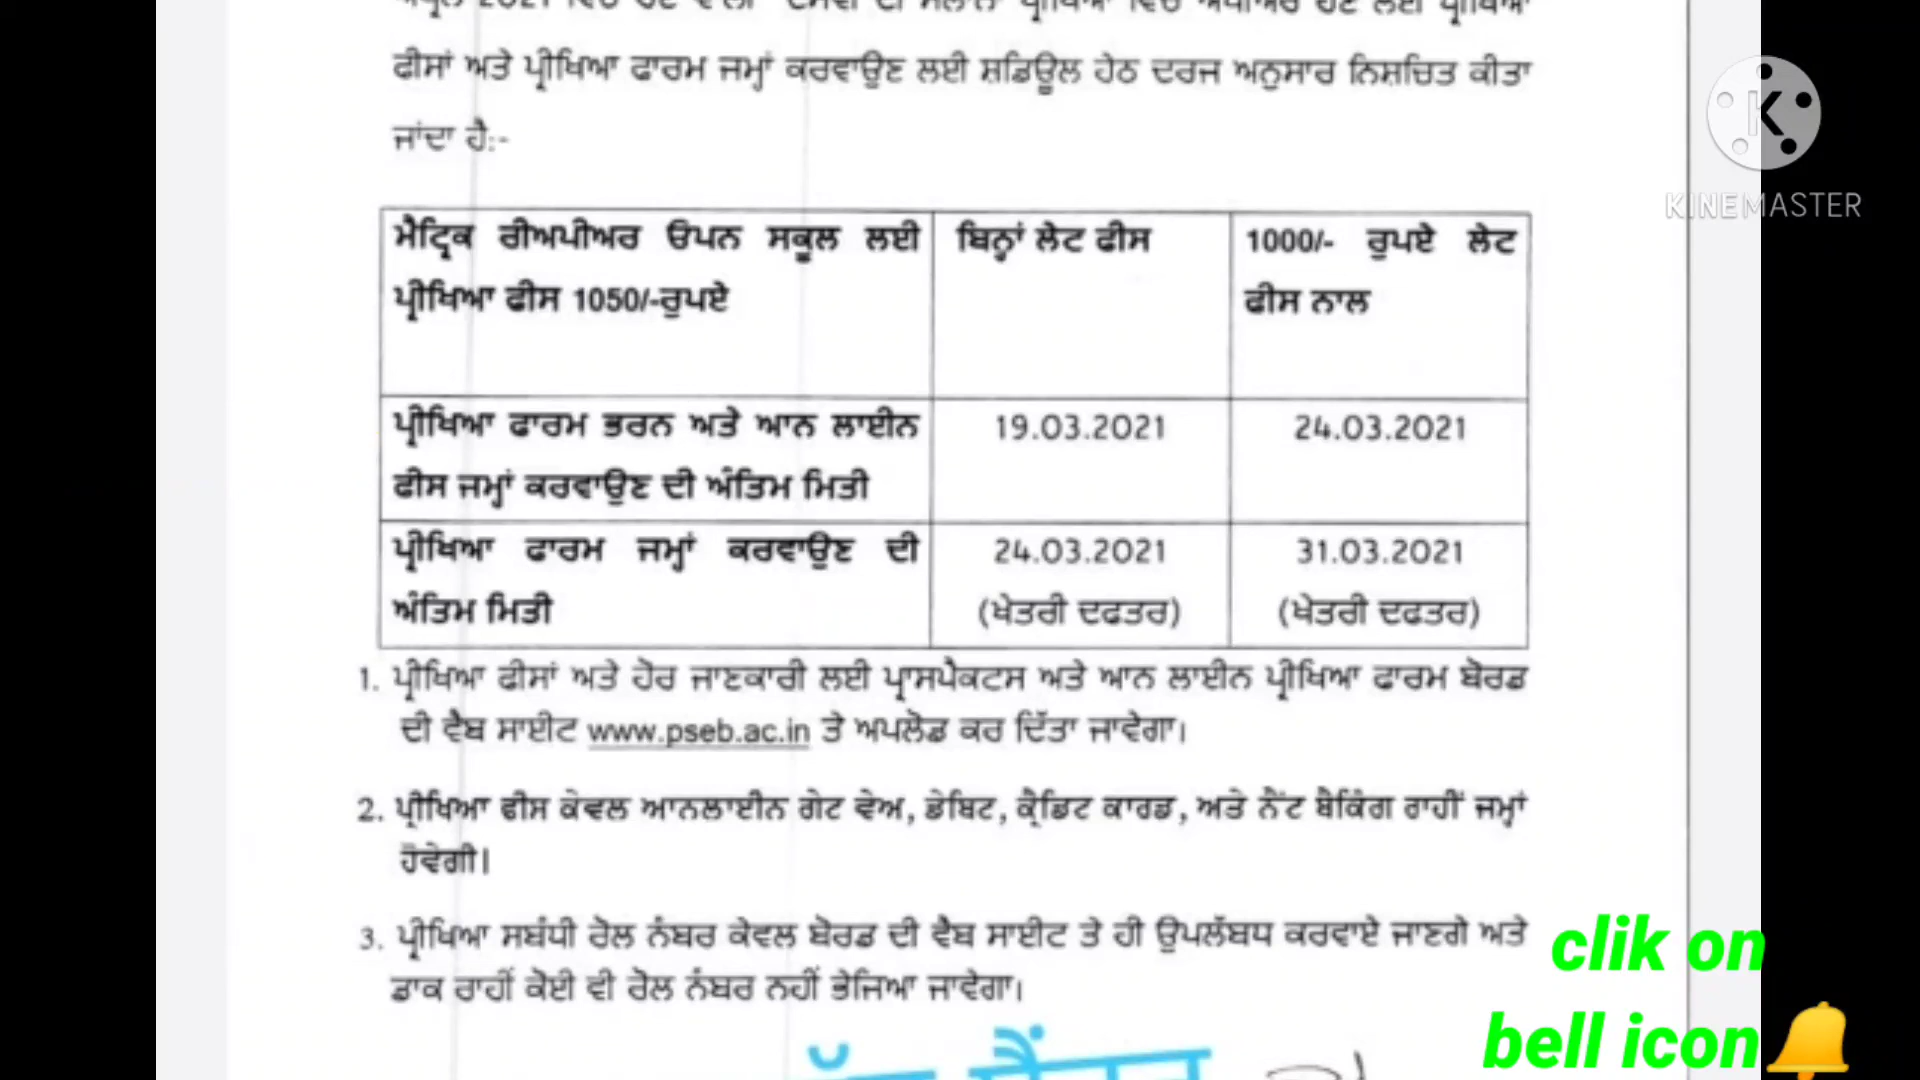 ਫੀਸਾਂ ਅਤੇ ਪ੍ਰੀਖਿਆ ਫਾਰਮ ਜਮ੍ਹਾਂ ਕਰਵਾਉਣ ਲਈ ਸ਼ਡਿਊਲ ਹੇਠ ਦਰਜ ਅਨੁਸਾਰ ਨਿਸ਼ਚਿਤ ਕੀਤਾ
ਜਾਂਦਾ ਹੈ:-
KINEMASTER
ਮੈਟ੍ਰਿਕ ਰੀਅਪੀਅਰ ਓਪਨ ਸਕੂਲ ਲਈ
ਪ੍ਰੀਖਿਆ ਫੀਸ 1050/-ਰੁਪਏ
ਬਿਨ੍ਹਾਂ ਲੇਟ ਫੀਸ
1000/- ਰੁਪਏ ਲੇਟ
ਫੀਸ ਨਾਲ
ਪ੍ਰੀਖਿਆ ਫਾਰਮ ਭਰਨ ਅਤੇ ਆਨ ਲਾਈਨ
ਫੀਸ ਜਮ੍ਹਾਂ ਕਰਵਾਉਣ ਦੀ ਅੰਤਿਮ ਮਿਤੀ
19.03.2021
24.03.2021
ਪ੍ਰੀਖਿਆ ਫਾਰਮ ਜਮ੍ਹਾਂ ਕਰਵਾਉਣ ਦੀ
ਅੰਤਿਮ ਮਿਤੀ
24.03.2021
(ਖੇਤਰੀ ਦਫਤਰ)
31.03.2021
(ਖੇਤਰੀ ਦਫਤਰ)
1. ਪ੍ਰੀਖਿਆ ਫੀਸਾਂ ਅਤੇ ਹੋਰ ਜਾਣਕਾਰੀ ਲਈ ਪ੍ਰਾਸਪੈਕਟਸ ਅਤੇ ਆਨ ਲਾਈਨ ਪ੍ਰੀਖਿਆ ਫਾਰਮ ਬੋਰਡ
ਦੀ ਵੈਬ ਸਾਈਟ www.pseb.ac.in ਤੇ ਅਪਲੋਡ ਕਰ ਦਿੱਤਾ ਜਾਵੇਗਾ।
2. ਪ੍ਰੀਖਿਆ ਫੀਸ ਕੇਵਲ ਆਨਲਾਈਨ ਗੇਟ ਵੇਅ, ਡੇਬਿਟ, ਕ੍ਰੈਡਿਟ ਕਾਰਡ, ਅਤੇ ਨੈੱਟ ਬੈਕਿੰਗ ਰਾਹੀਂ ਜਮ੍ਹਾਂ
ਹੋਵੇਗੀ।
3. ਪ੍ਰੀਖਿਆ ਸਬੰਧੀ ਰੋਲ ਨੰਬਰ ਕੇਵਲ ਬੋਰਡ ਦੀ ਵੈਬ ਸਾਈਟ ਤੇ ਹੀ ਉਪਲੱਬਧ ਕਰਵਾਏ ਜਾਣਗੇ ਅਤੇ
ਡਾਕ ਰਾਹੀਂ ਕੋਈ ਵੀ ਰੋਲ ਨੰਬਰ ਨਹੀਂ ਭੇਜਿਆ ਜਾਵੇਗਾ।
clik on
bell icon